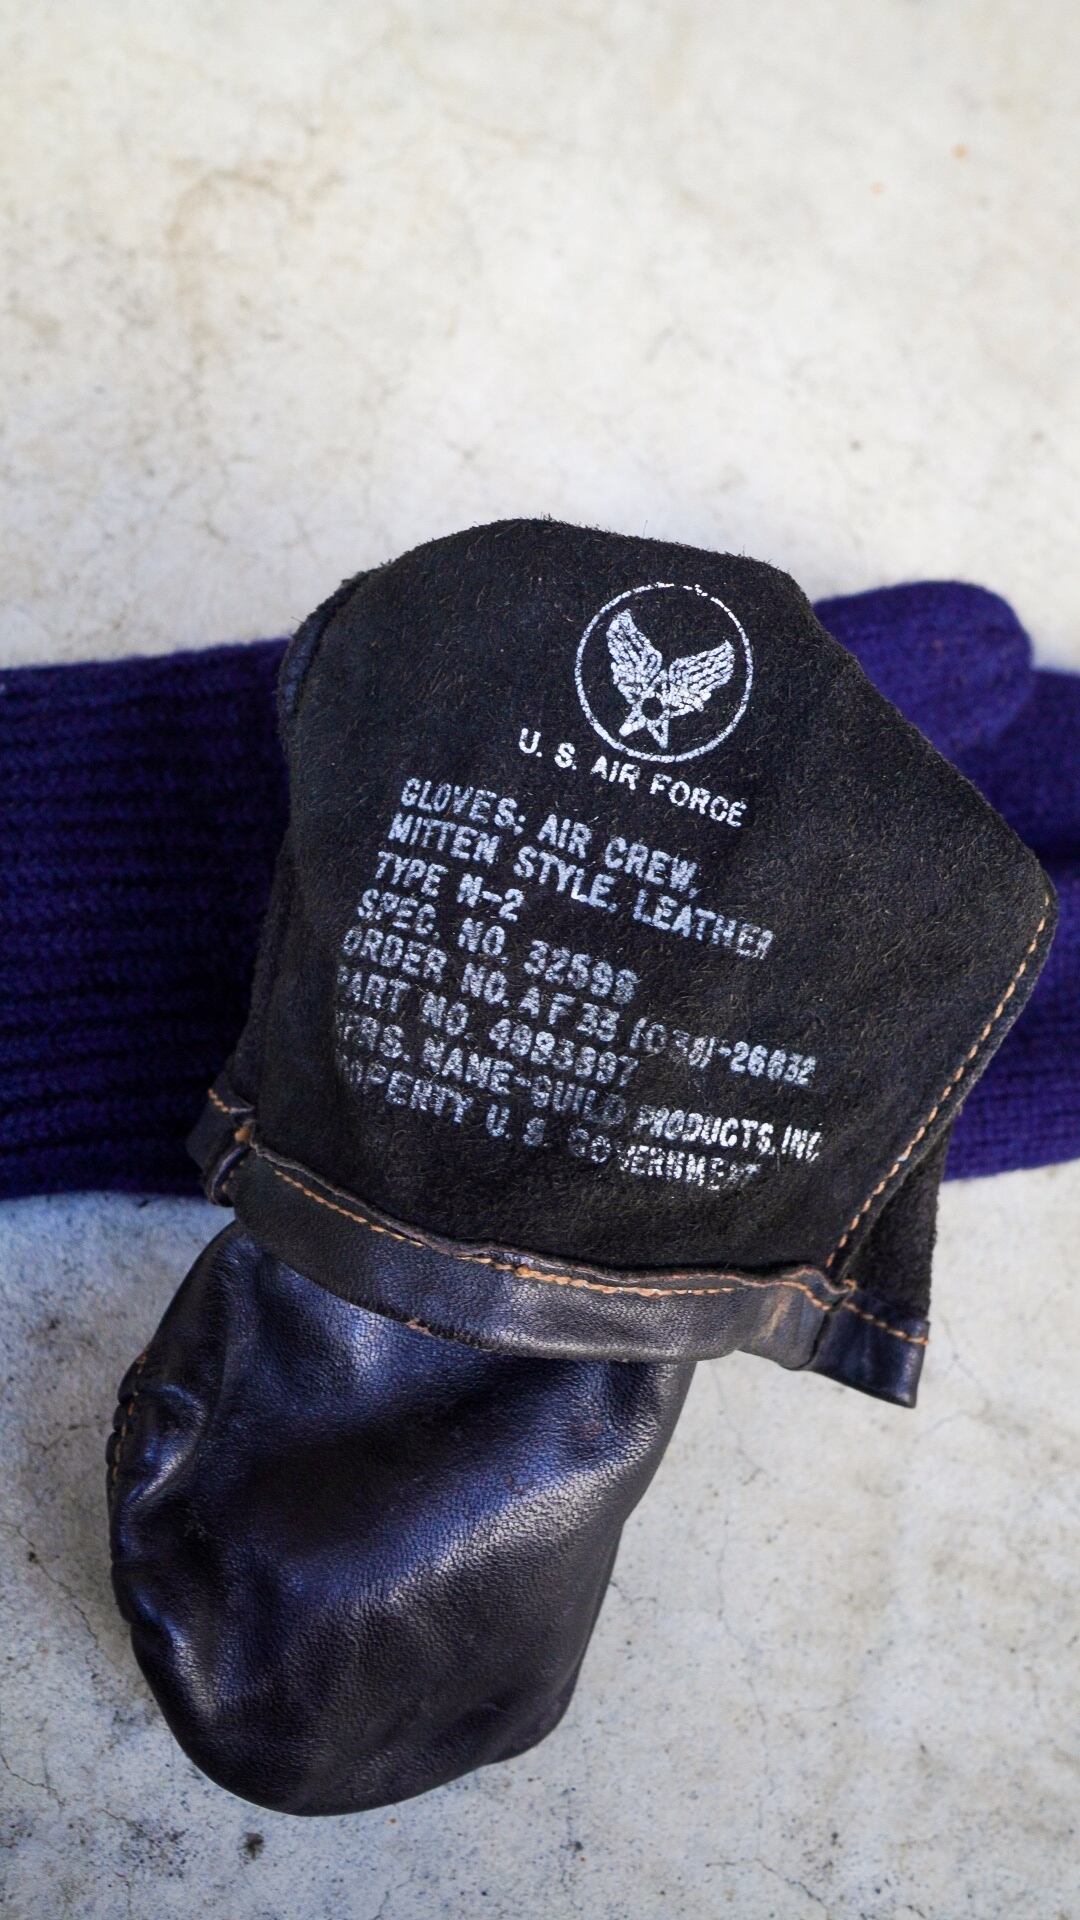 U. S. AIR FORCE
GLOVES; AIR CREW,
MITTEN STYLE, LEATHER
TYPE N-2
SPEC. NO. 3259
ORDER NO. AF 33
PART NO.
MFRS. NAME-GUILD PRODUCTS, INC.
PROPERTY U. S. GOVERNMENT